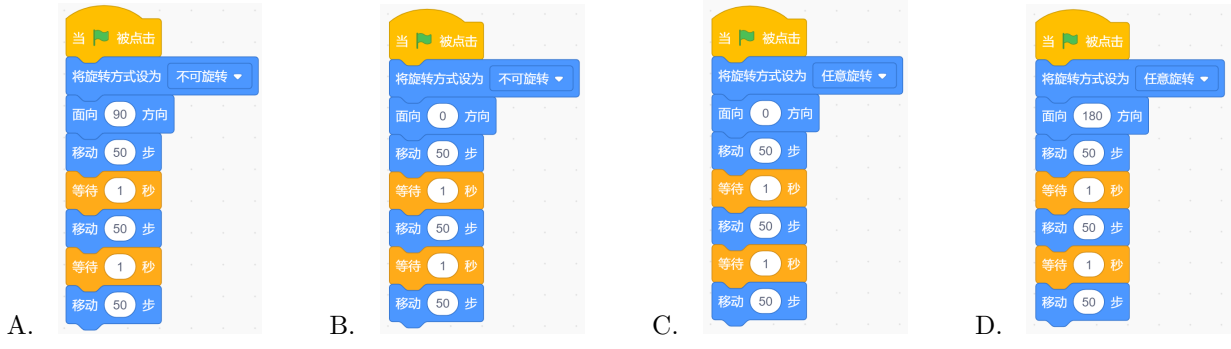 A.
当 被点击
将旋转方式设为 不可旋转
面向 90 方向
移动 50 步
等待 1 秒
移动 50 步
等待 1 秒
移动 50 步
B.
当 被点击
将旋转方式设为 不可旋转
面向 0 方向
移动 50 步
等待 1 秒
移动 50 步
等待 1 秒
移动 50 步
C.
当 被点击
将旋转方式设为 任意旋转
面向 0 方向
移动 50 步
等待 1 秒
移动 50 步
等待 1 秒
移动 50 步
D.
当 被点击
将旋转方式设为 任意旋转
面向 180 方向
移动 50 步
等待 1 秒
移动 50 步
等待 1 秒
移动 50 步